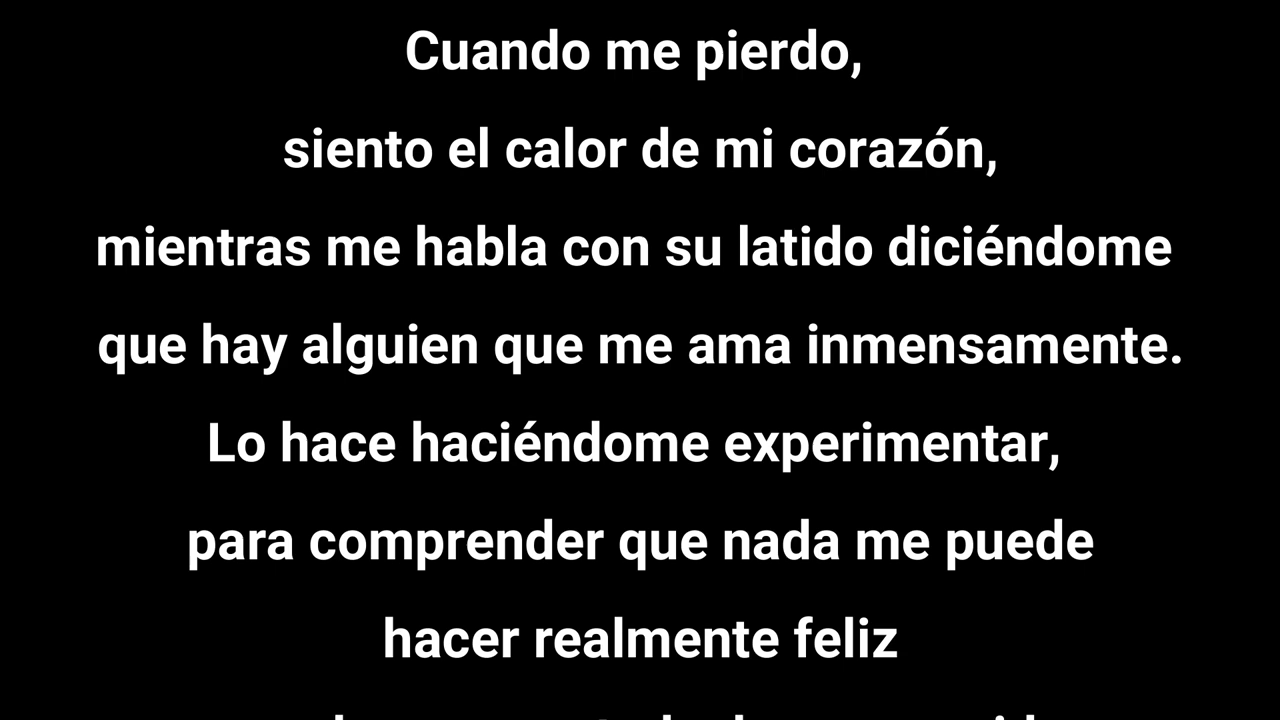 Cuando me pierdo,
siento el calor de mi corazón,
mientras me habla con su latido diciéndome
que hay alguien que me ama inmensamente.
Lo hace haciéndome experimentar,
para comprender que nada me puede
hacer realmente feliz